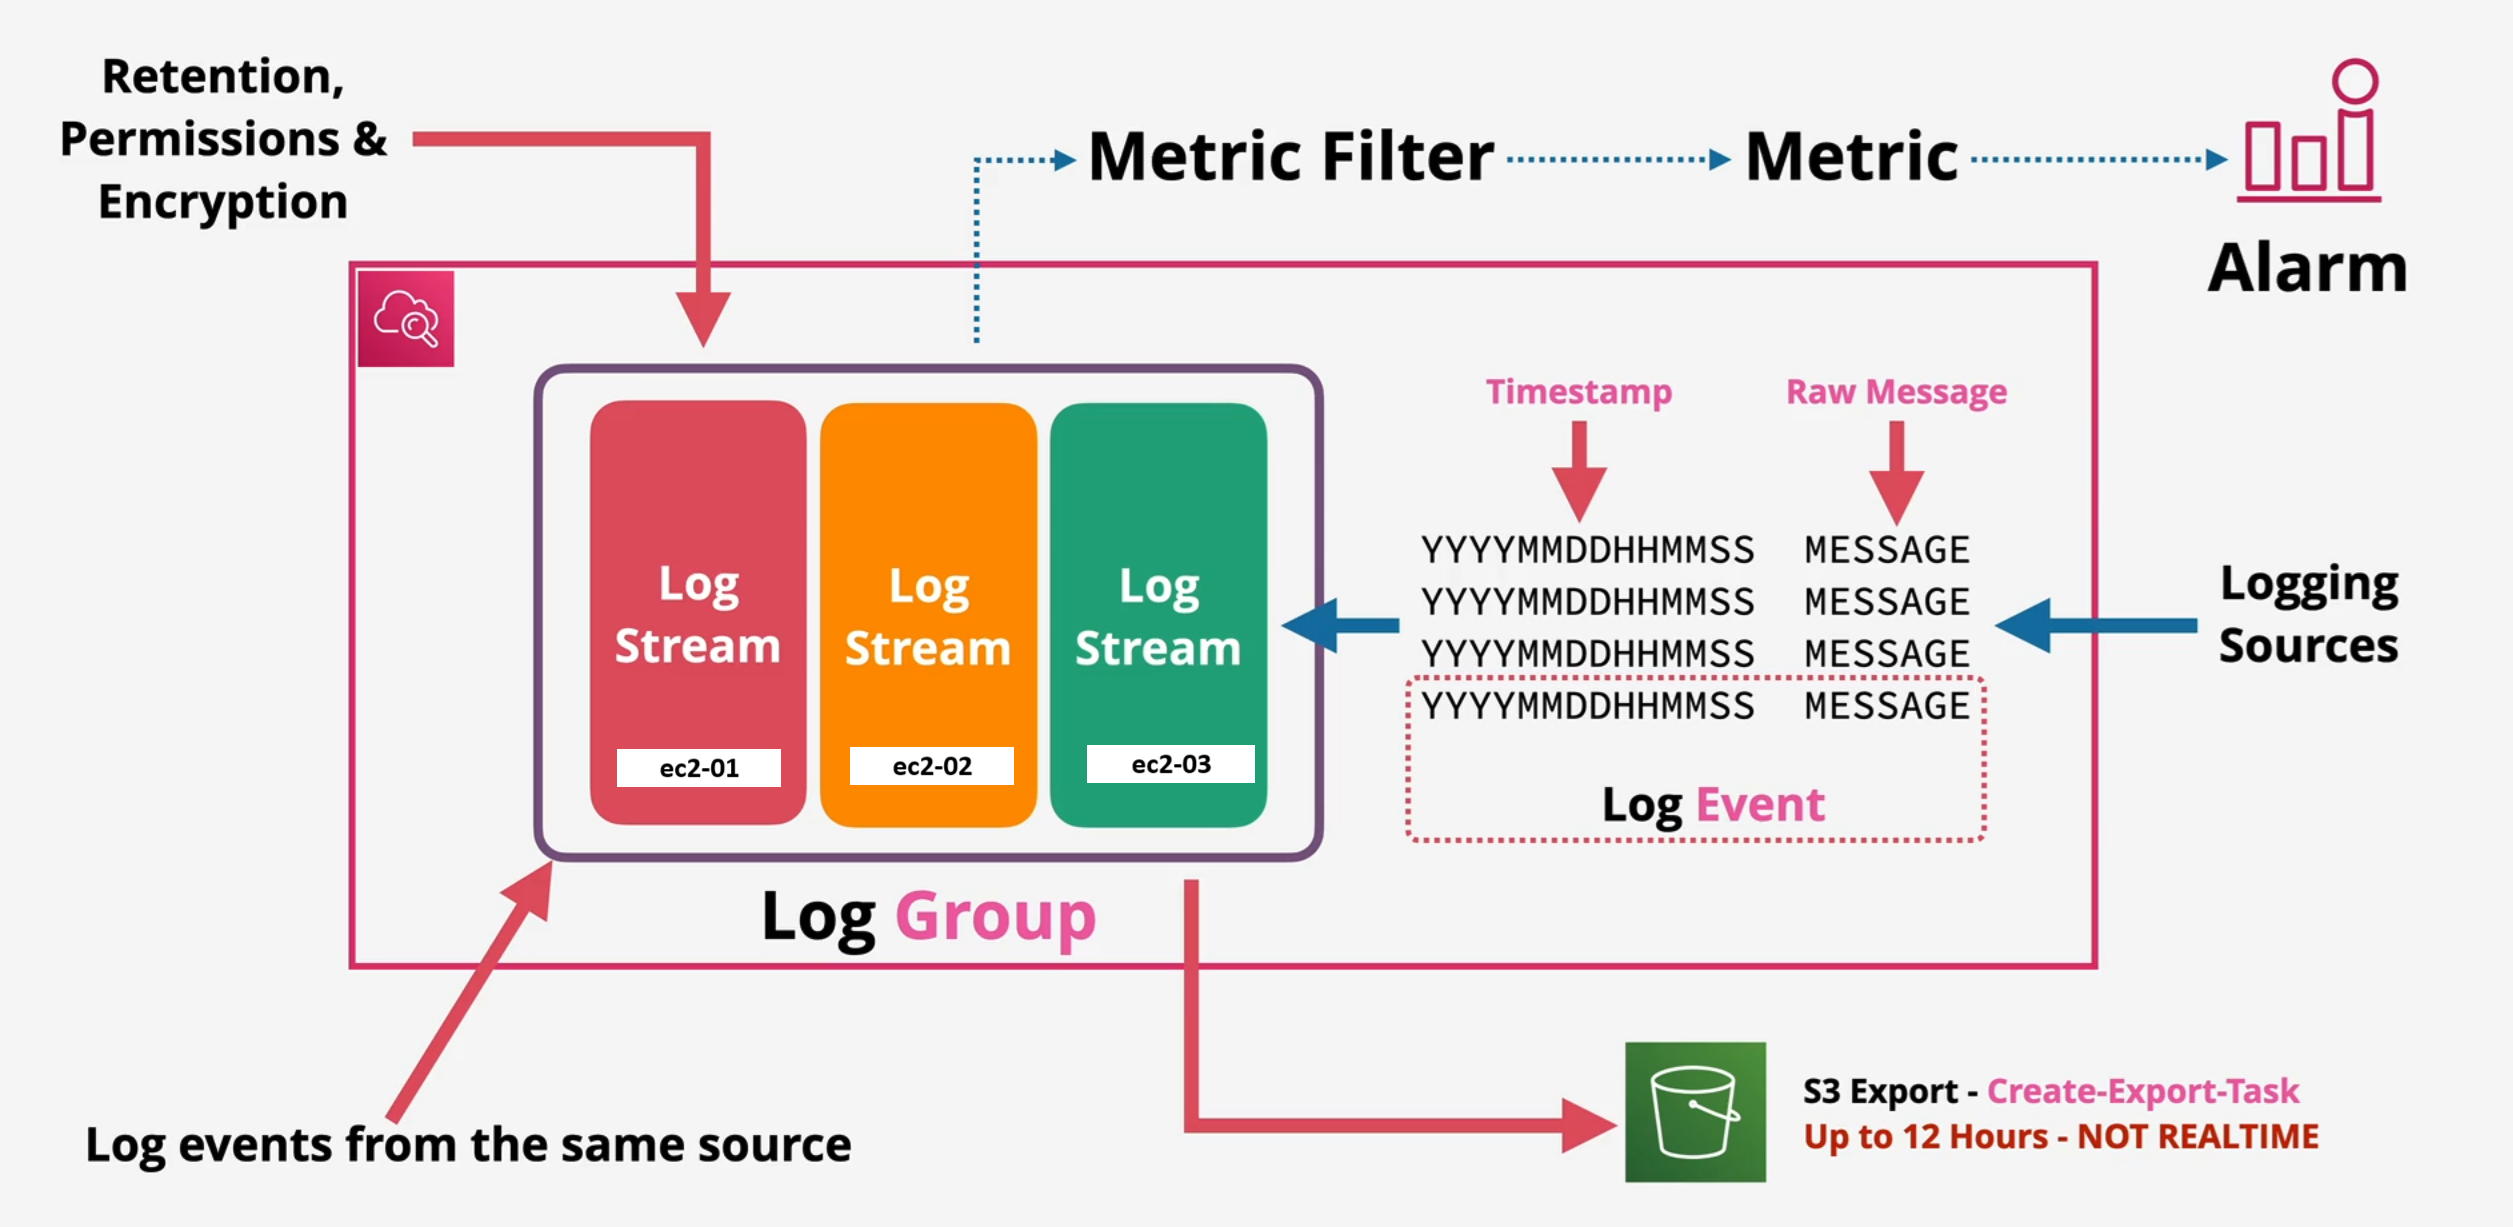 Retention,
Permissions &
Encryption
Metric Filter
Metric
Alarm
Timestamp
Raw Message
YYYYMMDDHHMMSS MESSAGE
YYYYMMDDHHMMSS MESSAGE
YYYYMMDDHHMMSS MESSAGE
YYYYMMDDHHMMSS MESSAGE
Log Event
Logging
Sources
Log
Stream
ec2-01
Log
Stream
ec2-02
Log
Stream
ec2-03
Log Group
Log events from the same source
S3 Export - Create-Export-Task
Up to 12 Hours - NOT REALTIME